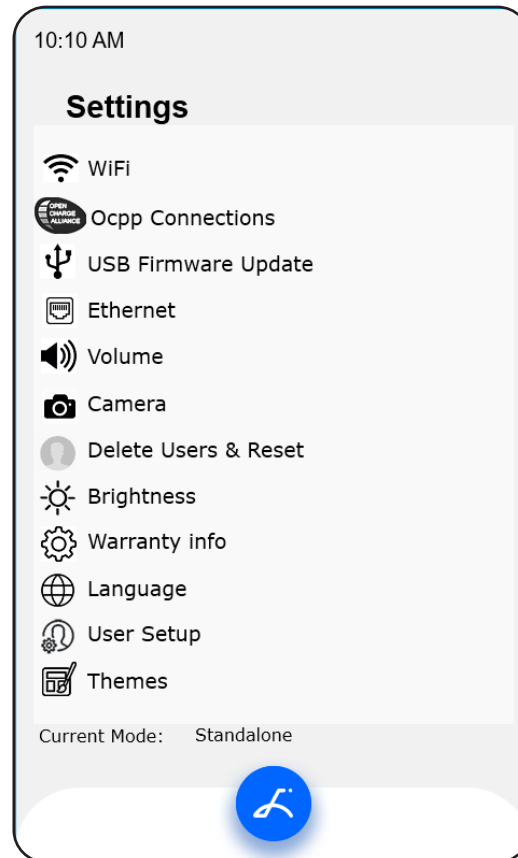 10:10 AM
Settings
WiFi
OPEN
CHARGE
ALLIANCE
Ocpp Connections
USB Firmware Update
Ethernet
Volume
Camera
Delete Users & Reset
Brightness
Warranty info
Language
User Setup
Themes
Current Mode: Standalone